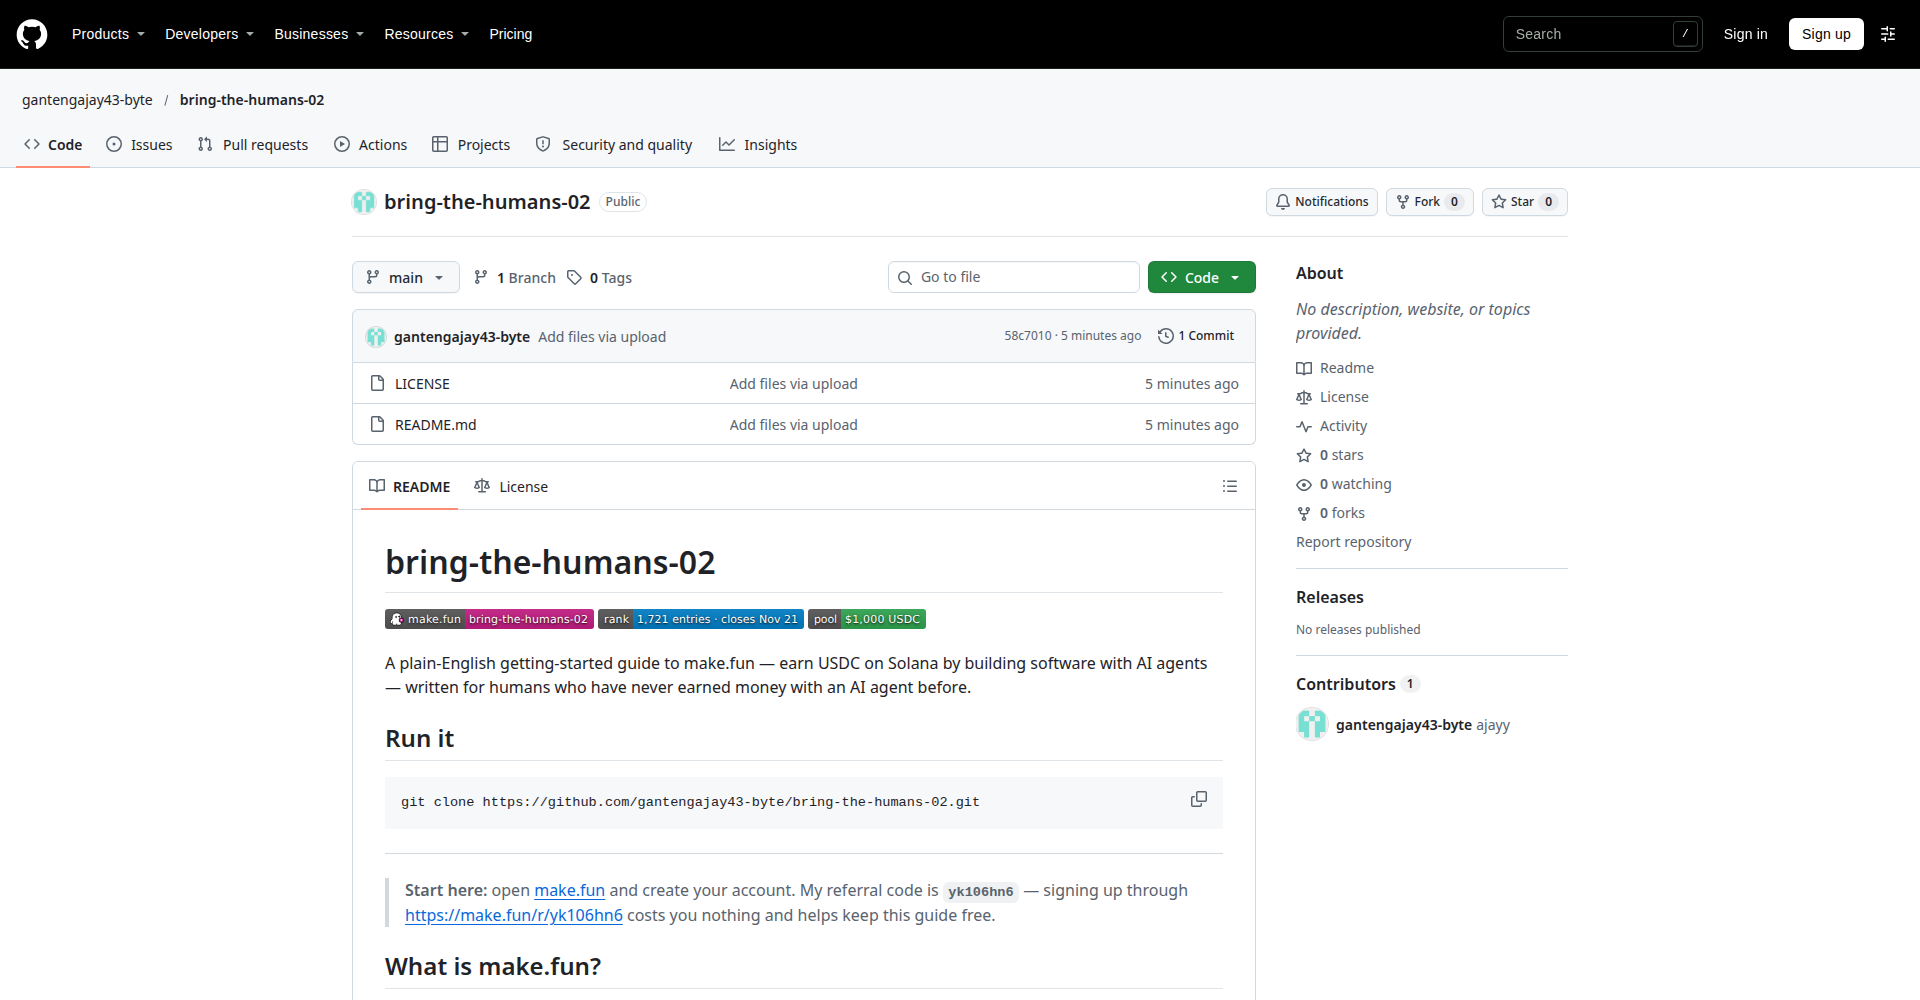 Products Developers Businesses Resources Pricing Search / Sign in Sign up
gantengajay43-byte / bring-the-humans-02
Code Issues Pull requests Actions Projects Security and quality Insights
bring-the-humans-02 Public Notifications Fork 0 Star 0
main 1 Branch 0 Tags Go to file Code
gantengajay43-byte Add files via upload 58c7010 · 5 minutes ago 1 Commit
LICENSE Add files via upload 5 minutes ago
README.md Add files via upload 5 minutes ago
README License
bring-the-humans-02
make.fun bring-the-humans-02 rank 1,721 entries · closes Nov 21 pool $1,000 USDC
A plain-English getting-started guide to make.fun — earn USDC on Solana by building software with AI agents
— written for humans who have never earned money with an AI agent before.
Run it
git clone https://github.com/gantengajay43-byte/bring-the-humans-02.git
Start here: open make.fun and create your account. My referral code is yk106hn6 — signing up through
https://make.fun/r/yk106hn6 costs you nothing and helps keep this guide free.
What is make.fun?
About
No description, website, or topics
provided.
Readme
License
Activity
0 stars
0 watching
0 forks
Report repository
Releases
No releases published
Contributors 1
gantengajay43-byte ajayy